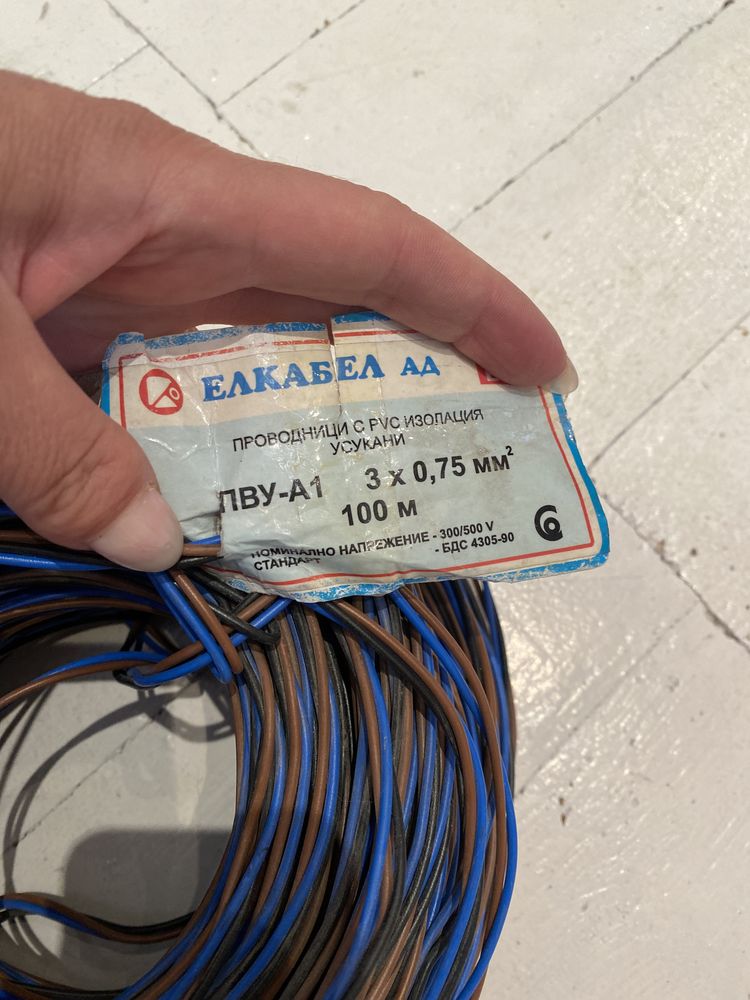 ЕЛКАБЕЛ АД
ПРОВОДНИЦИ С PVC ИЗОЛАЦИЯ
УСУКАНИ
ПВУ-А1 3 x 0,75 мм²
100 м
НОМИНАЛНО НАПРЕЖЕНИЕ - 300/500 V
СТАНДАРТ - БДС 4305-90